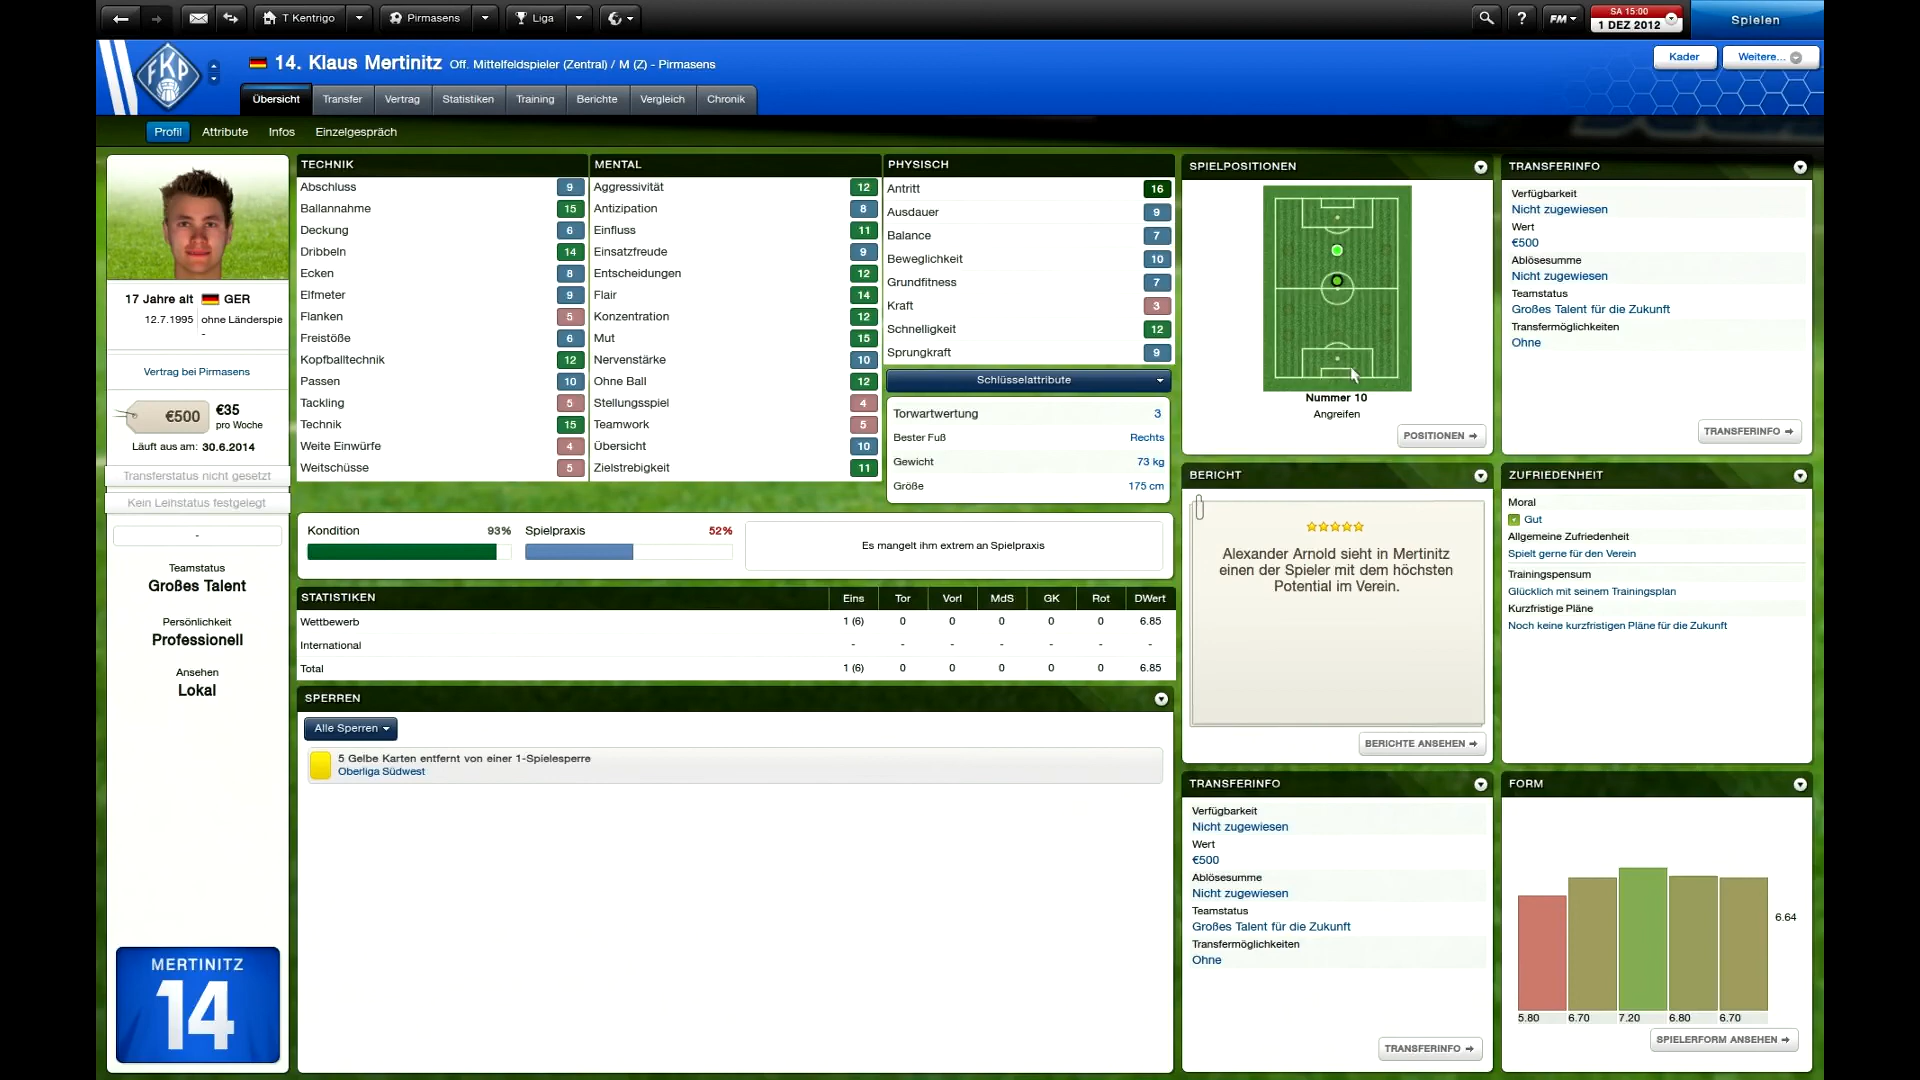 T Kentrigo
Pirmasens
Liga
?
FM
SA 15:00
1 DEZ 2012
Spielen
FKP
14. Klaus Mertinitz Off. Mittelfeldspieler (Zentral) / M (Z) - Pirmasens
Kader
Weitere...
Übersicht Transfer Vertrag Statistiken Training Berichte Vergleich Chronik
Profil Attribute Infos Einzelgespräch
17 Jahre alt GER
12.7.1995 ohne Länderspie
-
Vertrag bei Pirmasens
€500 €35
pro Woche
Läuft aus am: 30.6.2014
Transferstatus nicht gesetzt
Kein Leihstatus festgelegt
-
Teamstatus
Großes Talent
Persönlichkeit
Professionell
Ansehen
Lokal
MERTINITZ
14
TECHNIK
Abschluss 9
Ballannahme 15
Deckung 6
Dribbeln 14
Ecken 8
Elfmeter 9
Flanken 5
Freistöße 6
Kopfballtechnik 12
Passen 10
Tackling 5
Technik 15
Weite Einwürfe 4
Weitschüsse 5
MENTAL
Aggressivität 12
Antizipation 8
Einfluss 11
Einsatzfreude 9
Entscheidungen 12
Flair 14
Konzentration 12
Mut 15
Nervenstärke 10
Ohne Ball 12
Stellungsspiel 4
Teamwork 5
Übersicht 10
Zielstrebigkeit 11
PHYSISCH
Antritt 16
Ausdauer 9
Balance 7
Beweglichkeit 10
Grundfitness 7
Kraft 3
Schnelligkeit 12
Sprungkraft 9
Schlüsselattribute
Torwartwertung 3
Bester Fuß Rechts
Gewicht 73 kg
Größe 175 cm
Kondition 93% Spielpraxis 52%
Es mangelt ihm extrem an Spielpraxis
STATISTIKEN Eins Tor Vorl MdS GK Rot DWert
Wettbewerb 1 (6) 0 0 0 0 0 6.85
International - - - - - - -
Total 1 (6) 0 0 0 0 0 6.85
SPERREN
Alle Sperren
5 Gelbe Karten entfernt von einer 1-Spielesperre
Oberliga Südwest
SPIELPOSITIONEN
Nummer 10
Angreifen
POSITIONEN
TRANSFERINFO
Verfügbarkeit
Nicht zugewiesen
Wert
€500
Ablösesumme
Nicht zugewiesen
Teamstatus
Großes Talent für die Zukunft
Transfermöglichkeiten
Ohne
TRANSFERINFO
BERICHT
Alexander Arnold sieht in Mertinitz
einen der Spieler mit dem höchsten
Potential im Verein.
BERICHTE ANSEHEN
ZUFRIEDENHEIT
Moral
Gut
Allgemeine Zufriedenheit
Spielt gerne für den Verein
Trainingspensum
Glücklich mit seinem Trainingsplan
Kurzfristige Pläne
Noch keine kurzfristigen Pläne für die Zukunft
TRANSFERINFO
Verfügbarkeit
Nicht zugewiesen
Wert
€500
Ablösesumme
Nicht zugewiesen
Teamstatus
Großes Talent für die Zukunft
Transfermöglichkeiten
Ohne
TRANSFERINFO
FORM
6.64
5.80 6.70 7.20 6.80 6.70
SPIELERFORM ANSEHEN